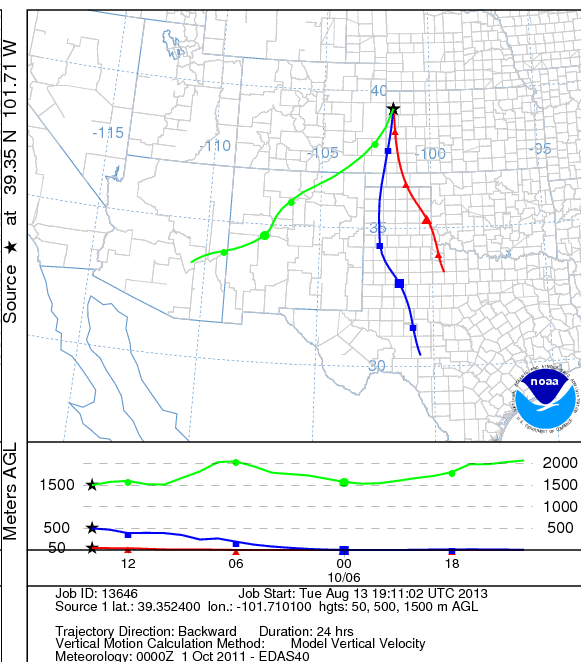 Source ★ at 39.35 N 101.71 W
40
-115
-110
-105
-100
-95
35
30
noaa
Meters AGL
1500
500
50
2000
1000
500
12
06
00
18
10/06
Job ID: 13646 Job Start: Tue Aug 13 19:11:02 UTC 2013
Source 1 lat.: 39.352400 lon.: -101.710100 hgts: 50, 500, 1500 m AGL
Trajectory Direction: Backward Duration: 24 hrs
Vertical Motion Calculation Method: Model Vertical Velocity
Meteorology: 0000Z 1 Oct 2011 - EDAS40